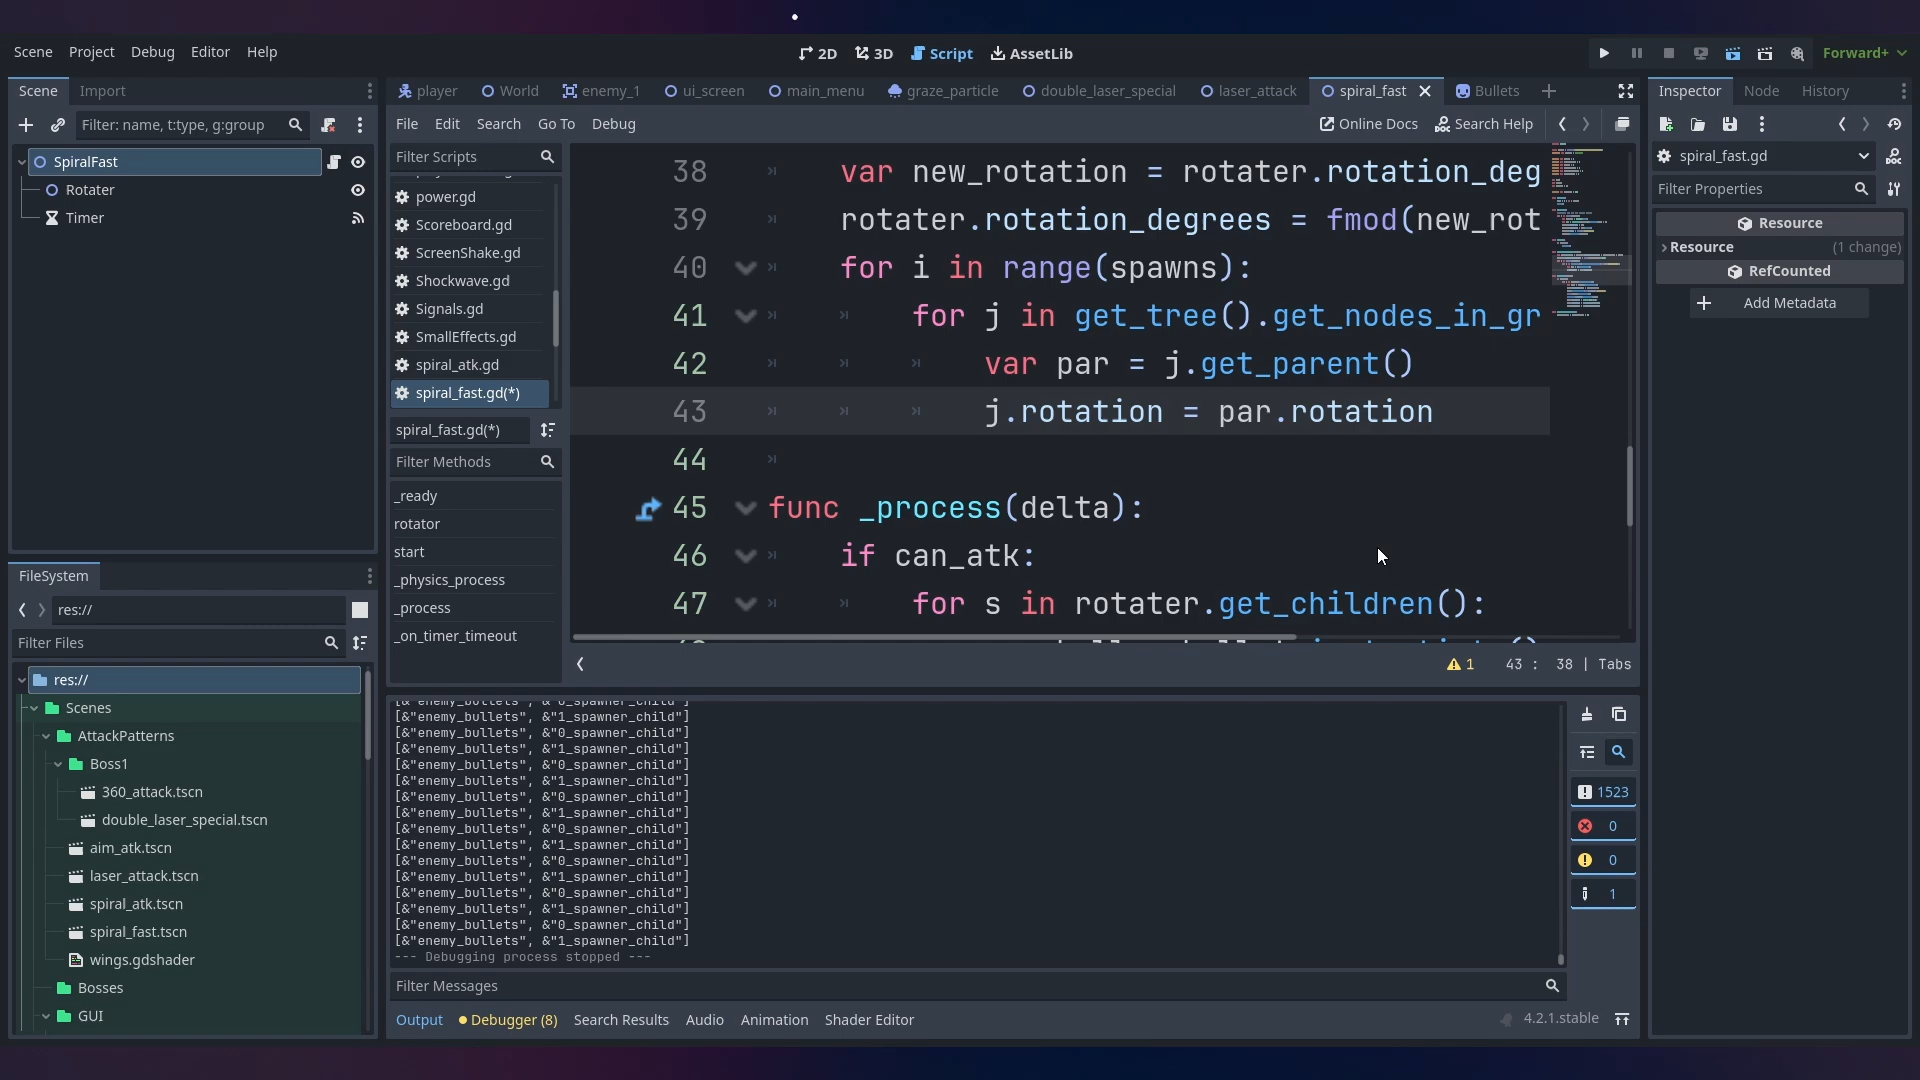 Scene Project Debug Editor Help
2D 3D Script AssetLib
Forward+
Scene Import
Filter: name, t:type, g:group
SpiralFast
Rotater
Timer
FileSystem
res://
Filter Files
res://
Scenes
AttackPatterns
Boss1
360_attack.tscn
double_laser_special.tscn
aim_atk.tscn
laser_attack.tscn
spiral_atk.tscn
spiral_fast.tscn
wings.gdshader
Bosses
GUI
player World enemy_1 ui_screen main_menu graze_particle double_laser_special laser_attack spiral_fast Bullets
File Edit Search Go To Debug
Online Docs Search Help
Filter Scripts
power.gd
Scoreboard.gd
ScreenShake.gd
Shockwave.gd
Signals.gd
SmallEffects.gd
spiral_atk.gd
spiral_fast.gd(*)
spiral_fast.gd(*)
Filter Methods
_ready
rotator
start
_physics_process
_process
_on_timer_timeout
38 var new_rotation = rotater.rotation_deg
39 rotater.rotation_degrees = fmod(new_rot
40 for i in range(spawns):
41 for j in get_tree().get_nodes_in_gr
42 var par = j.get_parent()
43 j.rotation = par.rotation
44
45 func _process(delta):
46 if can_atk:
47 for s in rotater.get_children():
1 43 : 38 | Tabs
[&"enemy_bullets", &"0_spawner_child"]
[&"enemy_bullets", &"1_spawner_child"]
[&"enemy_bullets", &"0_spawner_child"]
[&"enemy_bullets", &"1_spawner_child"]
[&"enemy_bullets", &"0_spawner_child"]
[&"enemy_bullets", &"1_spawner_child"]
[&"enemy_bullets", &"0_spawner_child"]
[&"enemy_bullets", &"1_spawner_child"]
[&"enemy_bullets", &"0_spawner_child"]
[&"enemy_bullets", &"1_spawner_child"]
[&"enemy_bullets", &"0_spawner_child"]
[&"enemy_bullets", &"1_spawner_child"]
[&"enemy_bullets", &"0_spawner_child"]
[&"enemy_bullets", &"1_spawner_child"]
[&"enemy_bullets", &"0_spawner_child"]
[&"enemy_bullets", &"1_spawner_child"]
--- Debugging process stopped ---
1523
0
0
1
Filter Messages
Output Debugger (8) Search Results Audio Animation Shader Editor
4.2.1.stable
Inspector Node History
spiral_fast.gd
Filter Properties
Resource
Resource (1 change)
RefCounted
Add Metadata